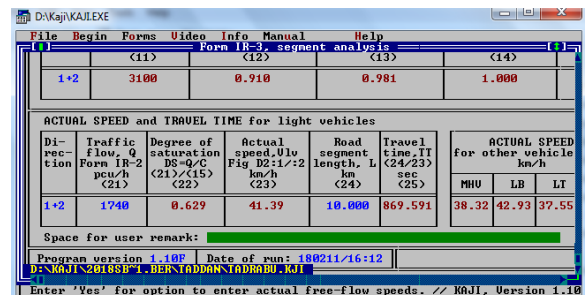 D:\Kaji\KAJI.EXE
File Begin Forms Video Info Manual Help
Form IR-3, segment analysis
(11) (12) (13) (14)
1+2 3100 0.910 0.981 1.000
ACTUAL SPEED and TRAVEL TIME for light vehicles
Di- Traffic Degree of Actual Road Travel ACTUAL SPEED
rec- flow, Q saturation speed,Vlv segment time,TT for other vehicle
tion Form IR-2 DS=Q/C Fig D2:1/:2 length, L (24/23) km/h
pcu/h (21)/(15) km/h km sec
(21) (22) (23) (24) (25) MHV LB LT
1+2 1740 0.629 41.39 10.000 869.591 38.32 42.93 37.55
Space for user remark:
Program version 1.10F Date of run: 180211/16:12
D:\KAJI\2018SB~1.BER\TADDAN\TADRABU.KJI
Enter 'Yes' for option to enter actual free-flow speeds. // KAJI, Version 1.1